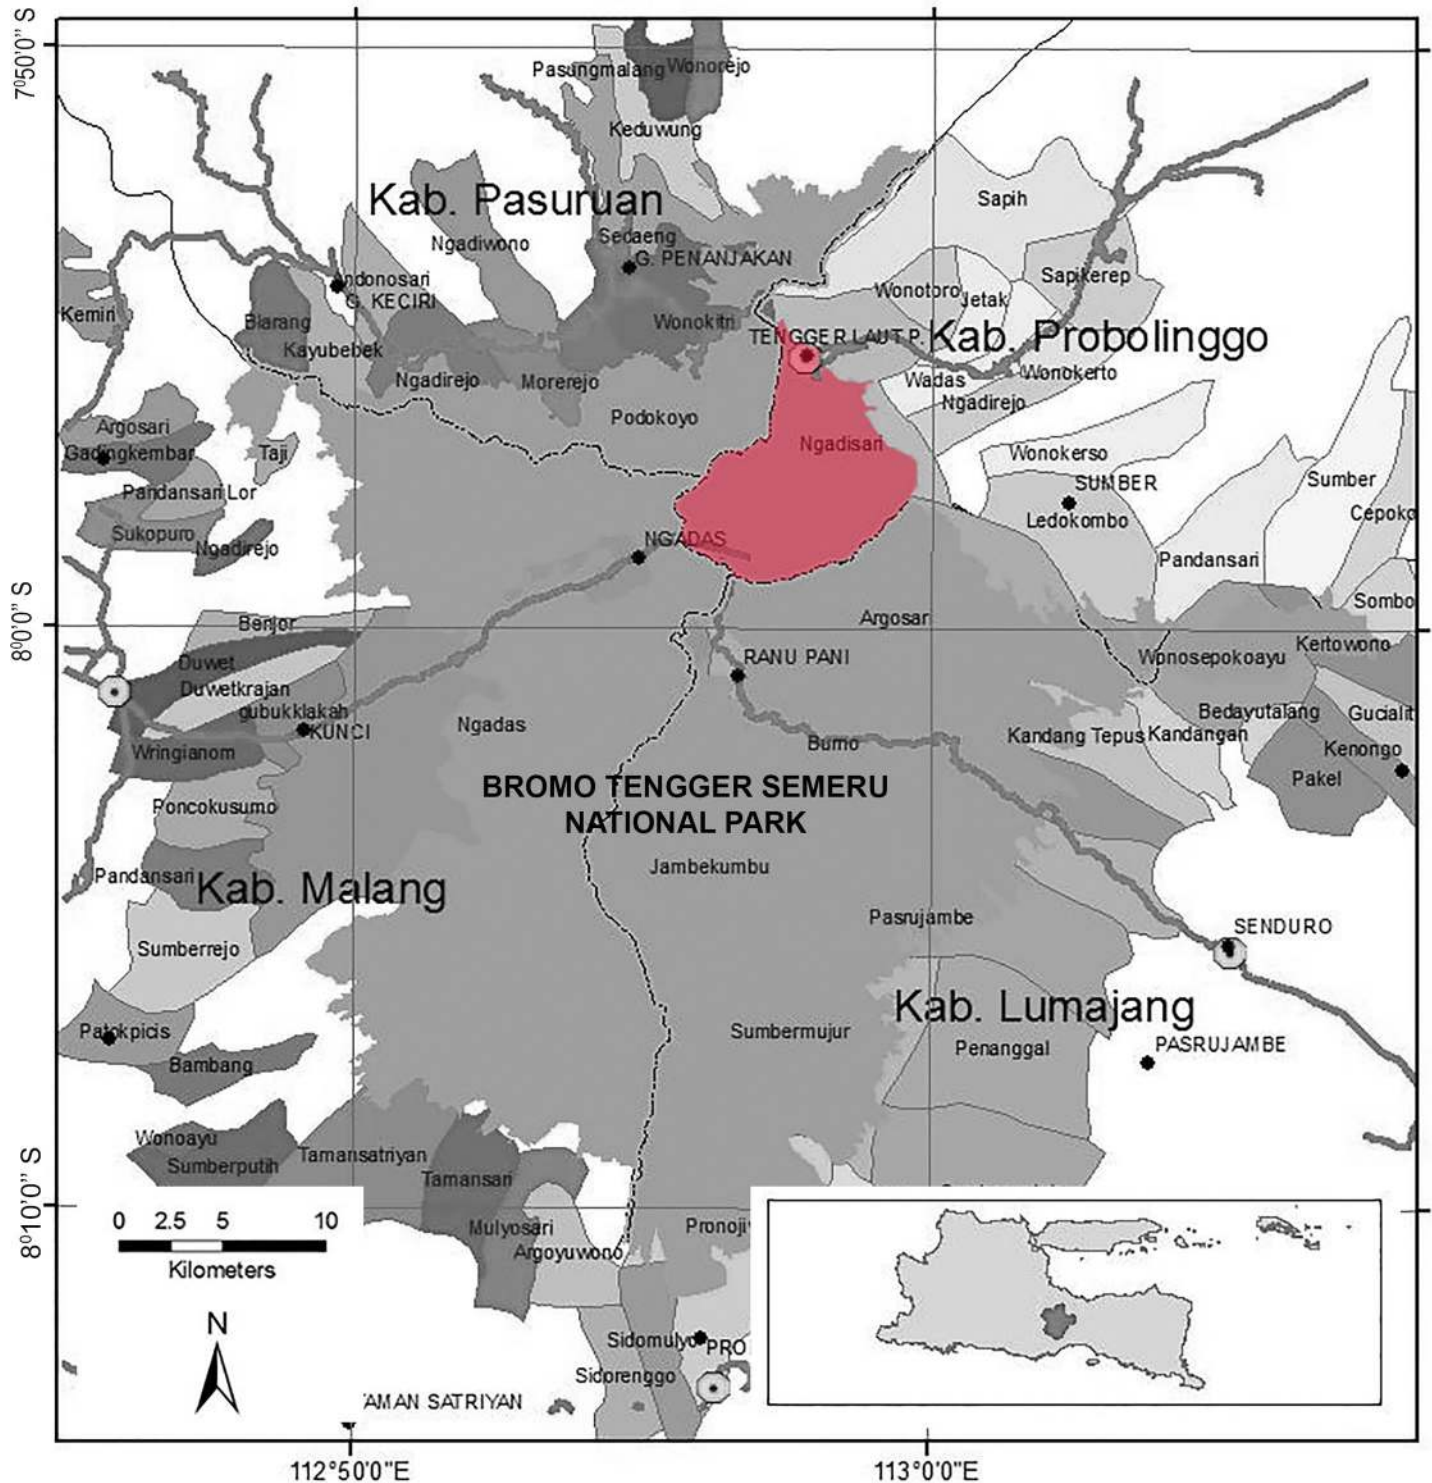 7°50'0" S
Pasungmalang
Wonorejo
Keduwung
Kab. Pasuruan
Sapih
Ngadiwono
Sedaeng
G. PENANJAKAN
Andonosari
G. KECIRI
Sapikerep
Wonotoro
Jetak
Kemiri
Blarang
Wonokitri
TENGGER LAUT P.
Kab. Probolinggo
Kayubebek
Ngadirejo
Morerejo
Wadas
Wonokerto
Ngadirejo
Podokoyo
Argosari
Gadingkembar
Taji
Ngadisari
Wonokerso
Sumber
SUMBER
Pandansari Lor
Ledokombo
Cepoko
Sukopuro
Ngadirejo
NGADAS
Pandansari
Sombo
8°0'0" S
Benjor
Argosar
Kertowono
Duwet
RANU PANI
Wonosepokoayu
Duwetkrajan
gubukklakah
KUNCI
Ngadas
Bedayutalang
Gucialit
Wringianom
Burno
Kandang Tepus
Kandangan
Kenongo
Pakel
BROMO TENGGER SEMERU
NATIONAL PARK
Poncokusumo
Jambekumbu
Pandansari
Kab. Malang
Pasrujambe
SENDURO
Sumberrejo
Kab. Lumajang
Patokpicis
Sumbermujur
Penanggal
PASRUJAMBE
Bambang
Wonoayu
Sumberputih
Tamansatriyan
Tamansari
8°10'0" S
0 2.5 5 10
Kilometers
Mulyosari
Argoyuwono
Pronoji
N
Sidomulyo
PRO
Sidorenggo
AMAN SATRIYAN
112°50'0"E
113°0'0"E